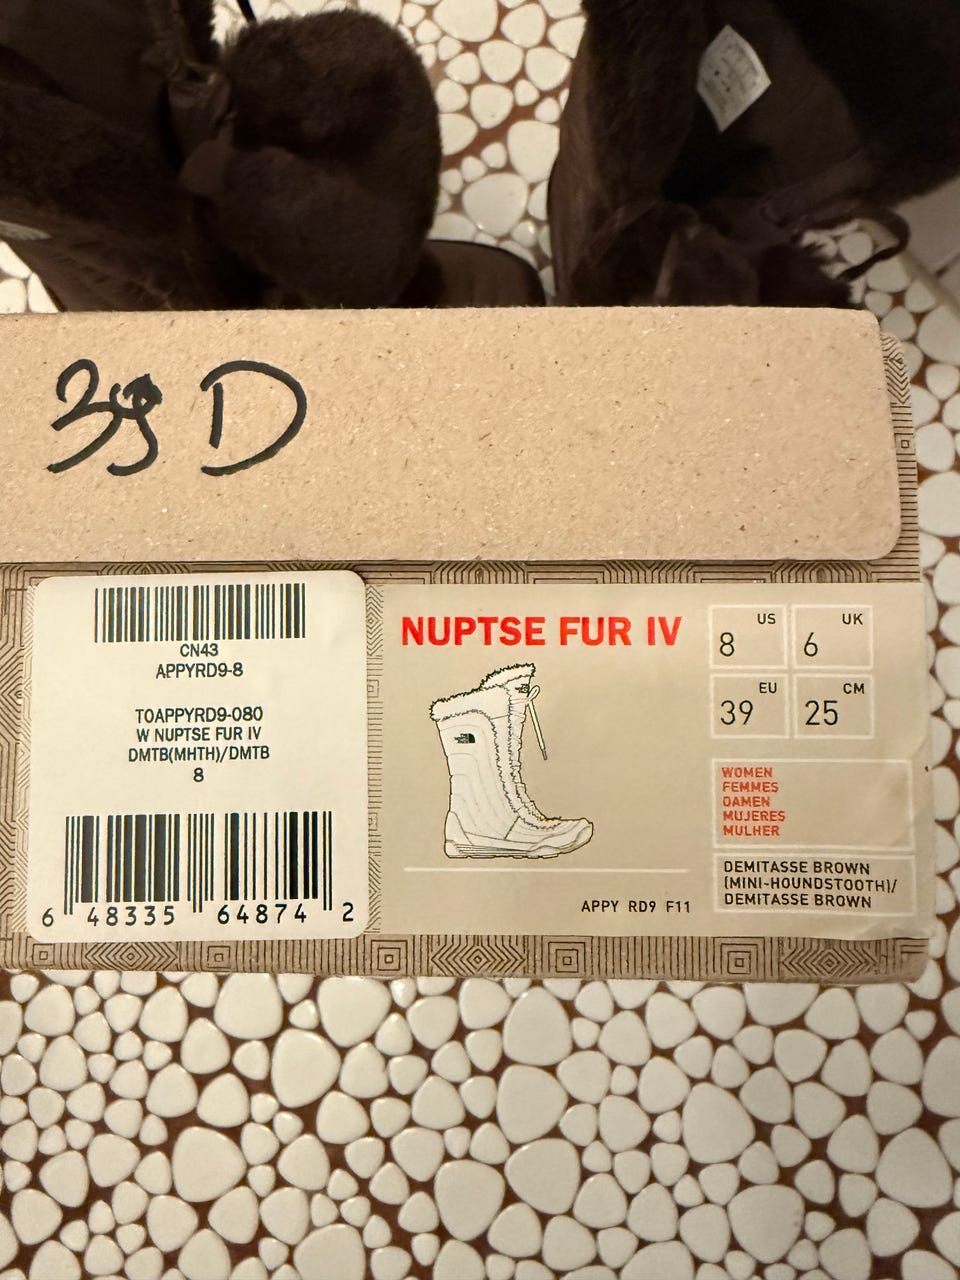 39 D
CN43
APPYRD9-8
TOAPPYRD9-080
W NUPTSE FUR IV
DMTB(MHTH)/DMTB
8
6 48335 64874 2
NUPTSE FUR IV
APPY RD9 F11
8 US
6 UK
39 EU
25 CM
WOMEN
FEMMES
DAMEN
MUJERES
MULHER
DEMITASSE BROWN
(MINI-HOUNDSTOOTH)/
DEMITASSE BROWN